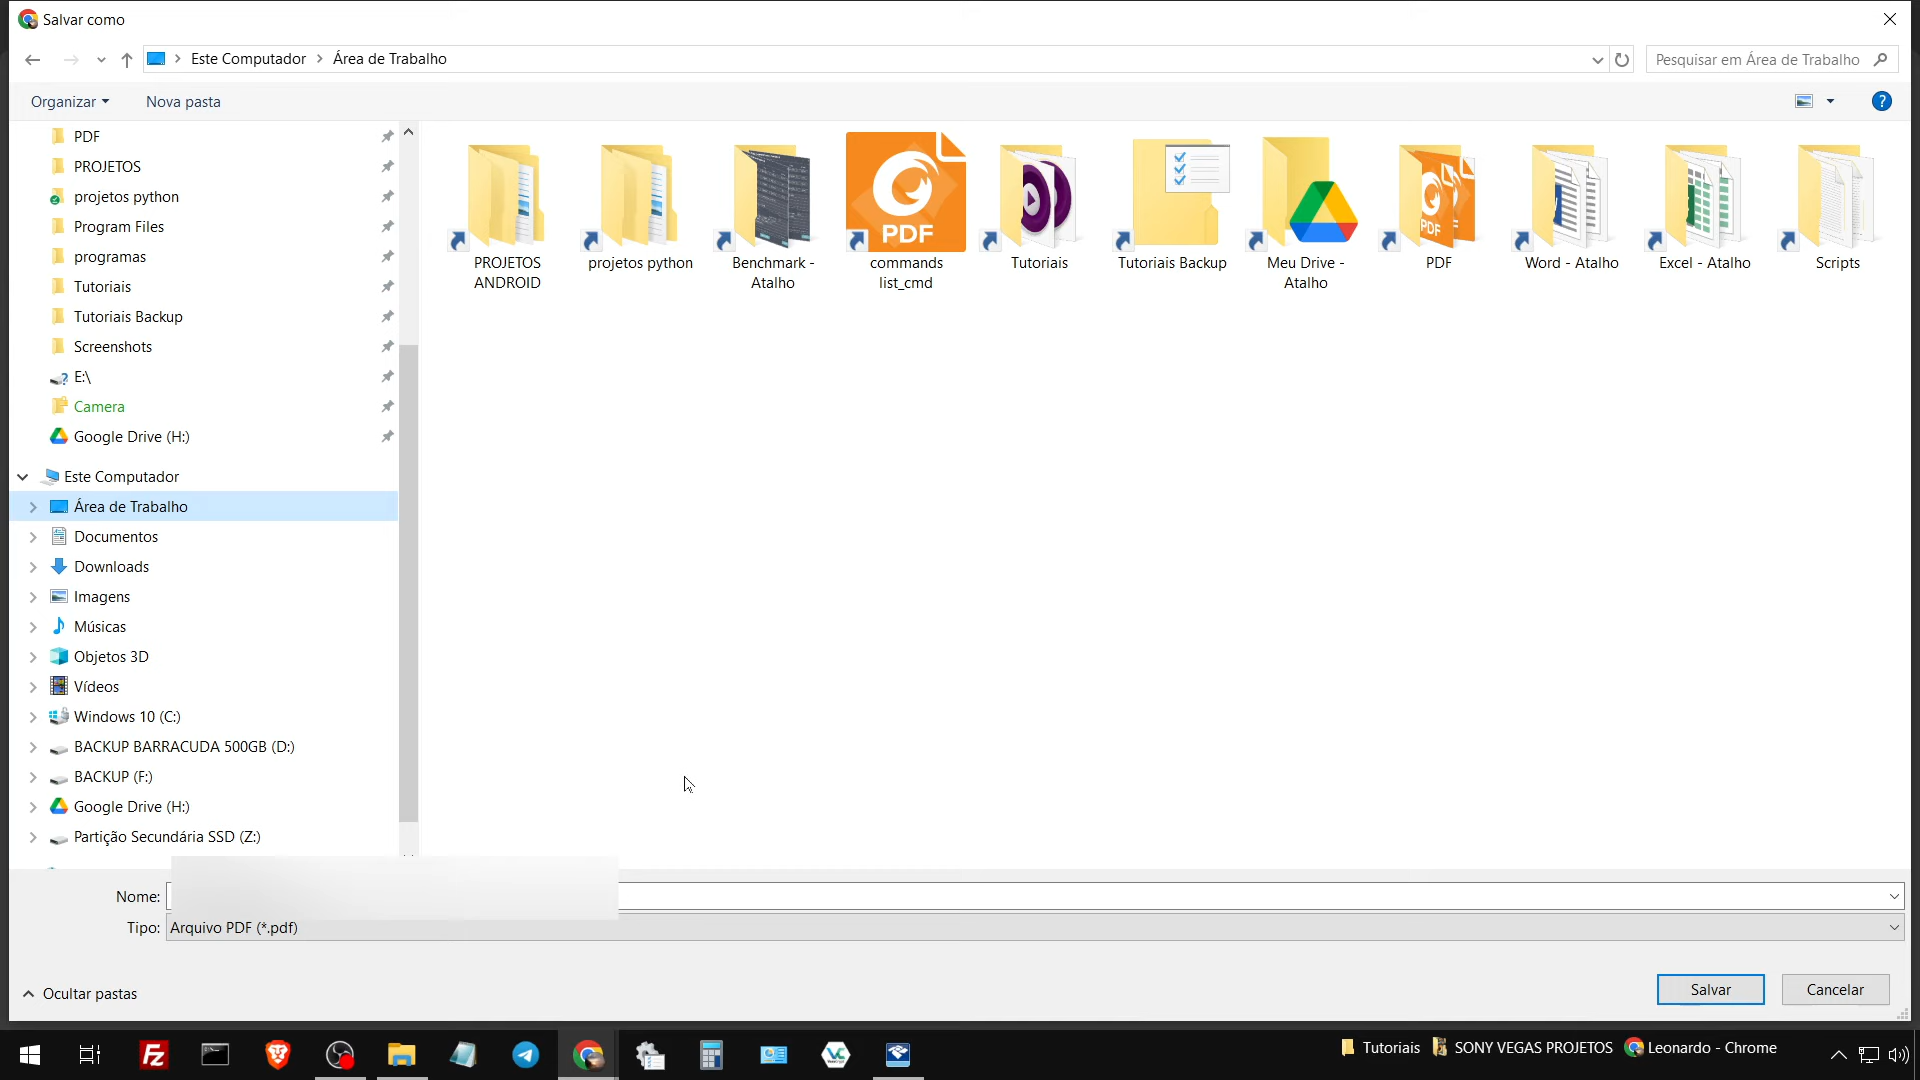 Salvar como
Este Computador
Área de Trabalho
Pesquisar em Área de Trabalho
Organizar
Nova pasta
?
PDF
PROJETOS
projetos python
Program Files
programas
Tutoriais
Tutoriais Backup
Screenshots
E:\
Camera
Google Drive (H:)
Este Computador
Área de Trabalho
Documentos
Downloads
Imagens
Músicas
Objetos 3D
Vídeos
Windows 10 (C:)
BACKUP BARRACUDA 500GB (D:)
BACKUP (F:)
Google Drive (H:)
Partição Secundária SSD (Z:)
PROJETOS
ANDROID
projetos python
Benchmark -
Atalho
PDF
commands
list_cmd
Tutoriais
Tutoriais Backup
Meu Drive -
Atalho
PDF
PDF
Word - Atalho
Excel - Atalho
Scripts
Nome:
Tipo: Arquivo PDF (*.pdf)
Ocultar pastas
Salvar
Cancelar
Fz
Tutoriais
SONY VEGAS PROJETOS
Leonardo - Chrome